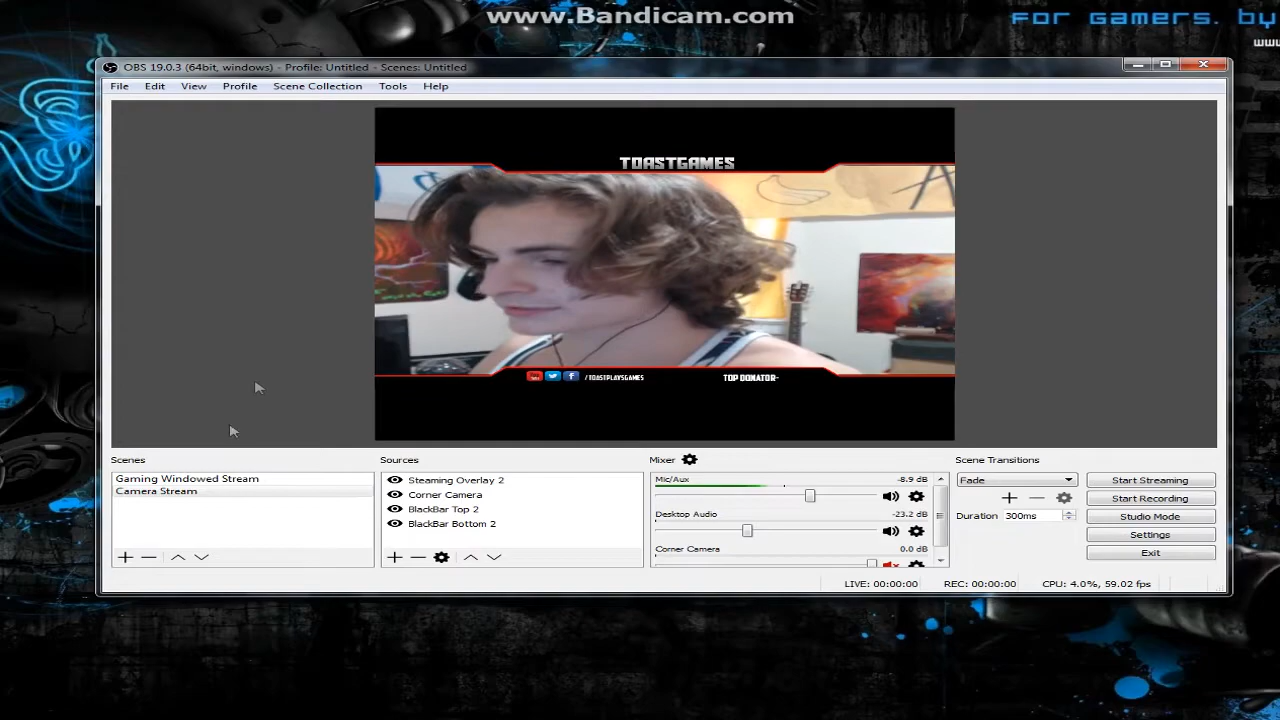 www.Bandicam.com
For Gamers. by
www
OBS 19.0.3 (64bit, windows) - Profile: Untitled - Scenes: Untitled
File Edit View Profile Scene Collection Tools Help
TOASTGAMES
/TOASTPLAYSGAMES TOP DONATOR-
Scenes
Gaming Windowed Stream
Camera Stream
Sources
Steaming Overlay 2
Corner Camera
BlackBar Top 2
BlackBar Bottom 2
Mixer
Mic/Aux -8.9 dB
Desktop Audio -23.2 dB
Corner Camera 0.0 dB
Scene Transitions
Fade
Duration 300ms
Start Streaming
Start Recording
Studio Mode
Settings
Exit
LIVE: 00:00:00 REC: 00:00:00 CPU: 4.0%, 59.02 fps